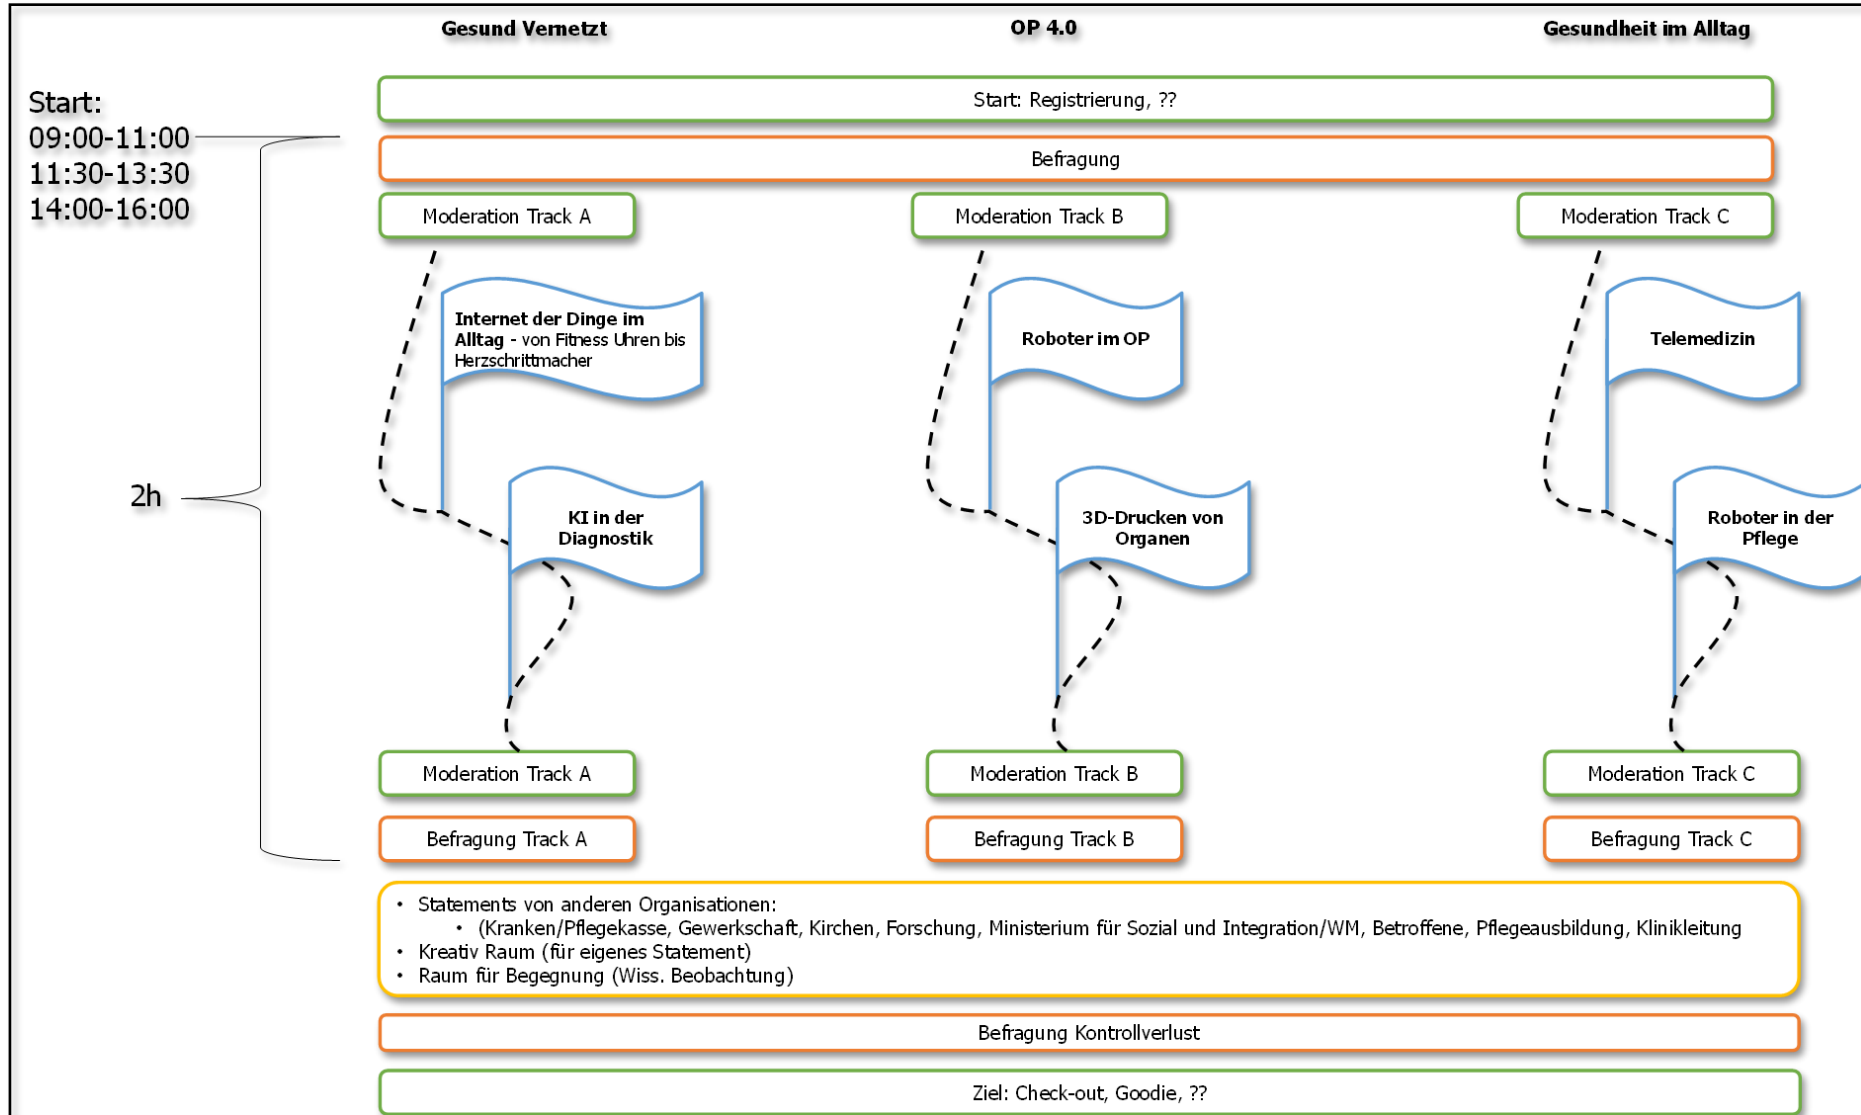 Gesund Vernetzt
OP 4.0
Gesundheit im Alltag
Start:
09:00-11:00
11:30-13:30
14:00-16:00
Start: Registrierung, ??
Befragung
Moderation Track A
Moderation Track B
Moderation Track C
Internet der Dinge im
Alltag - von Fitness Uhren bis
Herzschrittmacher
Roboter im OP
Telemedizin
2h
KI in der
Diagnostik
3D-Drucken von
Organen
Roboter in der
Pflege
Moderation Track A
Moderation Track B
Moderation Track C
Befragung Track A
Befragung Track B
Befragung Track C
• Statements von anderen Organisationen:
• (Kranken/Pflegekasse, Gewerkschaft, Kirchen, Forschung, Ministerium für Sozial und Integration/WM, Betroffene, Pflegeausbildung, Klinikleitung
• Kreativ Raum (für eigenes Statement)
• Raum für Begegnung (Wiss. Beobachtung)
Befragung Kontrollverlust
Ziel: Check-out, Goodie, ??